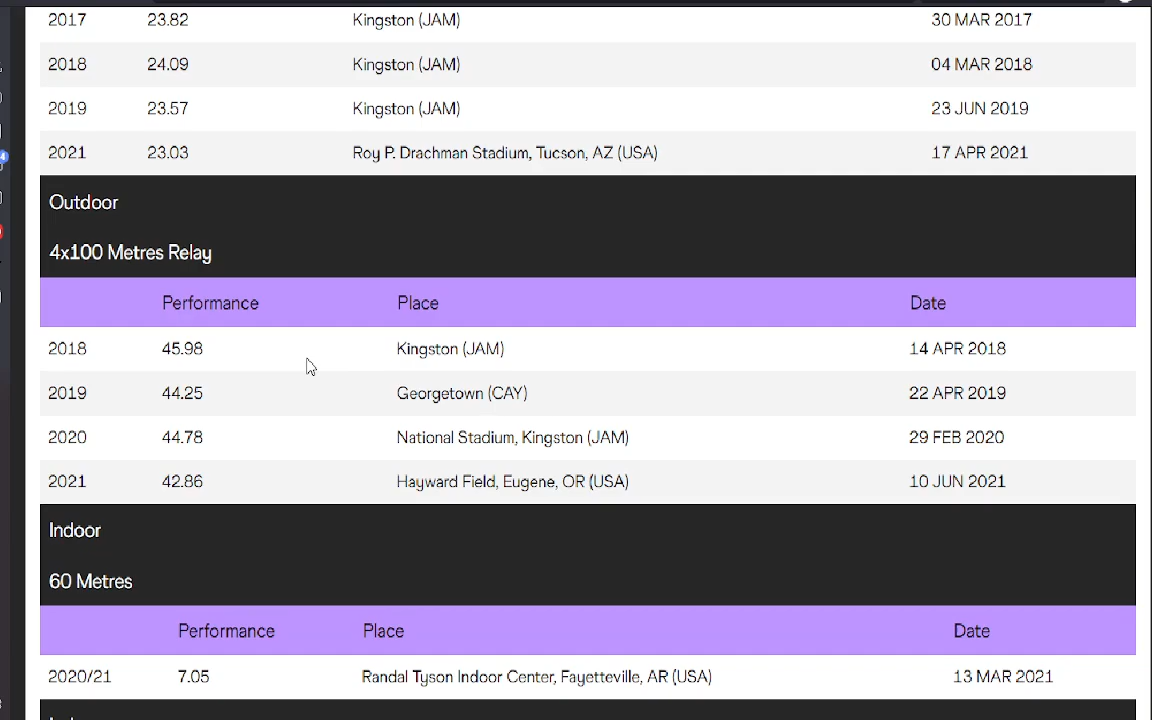 2017 23.82 Kingston (JAM) 30 MAR 2017
2018 24.09 Kingston (JAM) 04 MAR 2018
2019 23.57 Kingston (JAM) 23 JUN 2019
2021 23.03 Roy P. Drachman Stadium, Tucson, AZ (USA) 17 APR 2021
Outdoor
4x100 Metres Relay
Performance Place Date
2018 45.98 Kingston (JAM) 14 APR 2018
2019 44.25 Georgetown (CAY) 22 APR 2019
2020 44.78 National Stadium, Kingston (JAM) 29 FEB 2020
2021 42.86 Hayward Field, Eugene, OR (USA) 10 JUN 2021
Indoor
60 Metres
Performance Place Date
2020/21 7.05 Randal Tyson Indoor Center, Fayetteville, AR (USA) 13 MAR 2021